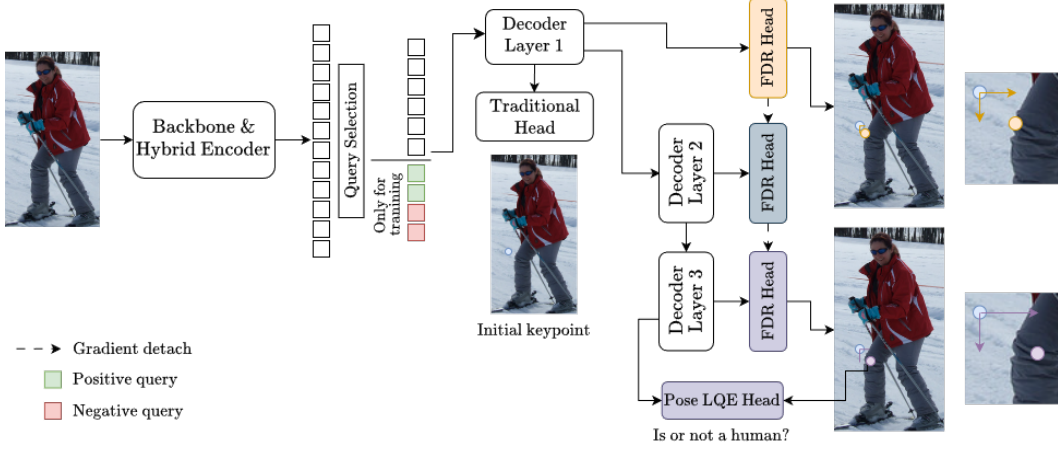 Backbone &
Hybrid Encoder
Query Selection
Only for
tranining
Decoder
Layer 1
Traditional
Head
Initial keypoint
Decoder
Layer 2
Decoder
Layer 3
FDR Head
FDR Head
FDR Head
Pose LQE Head
Is or not a human?
Gradient detach
Positive query
Negative query